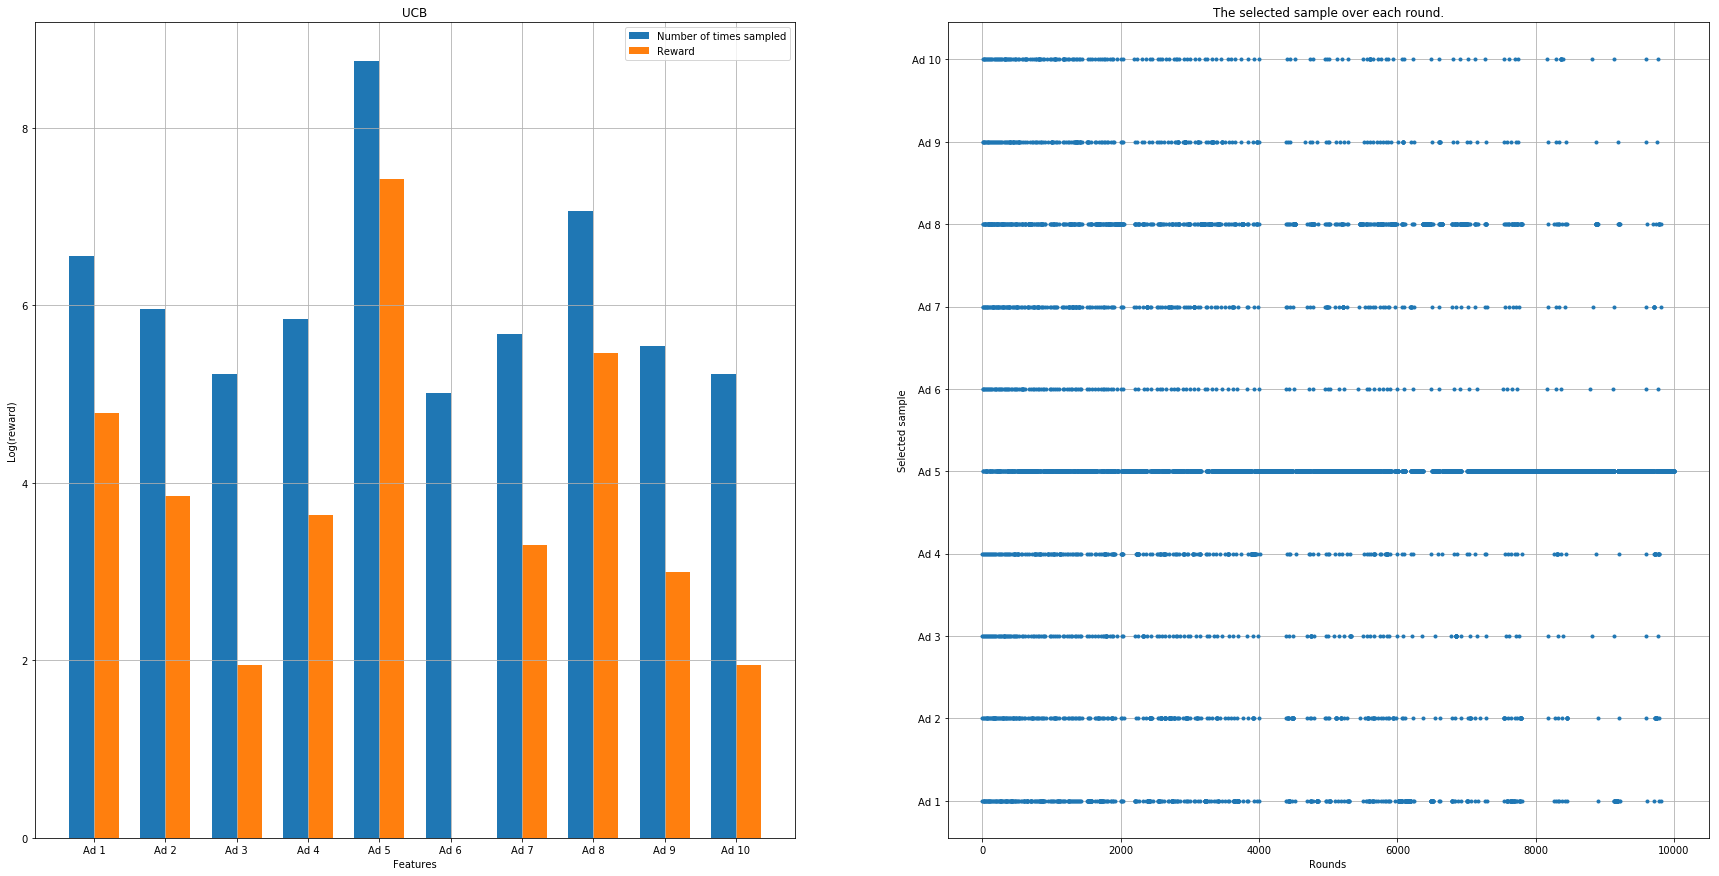 UCB
Number of times sampled
Reward
Log(reward)
8
6
4
2
0
Ad 1 Ad 2 Ad 3 Ad 4 Ad 5 Ad 6 Ad 7 Ad 8 Ad 9 Ad 10
Features
The selected sample over each round.
Selected sample
Ad 10
Ad 9
Ad 8
Ad 7
Ad 6
Ad 5
Ad 4
Ad 3
Ad 2
Ad 1
0 2000 4000 6000 8000 10000
Rounds